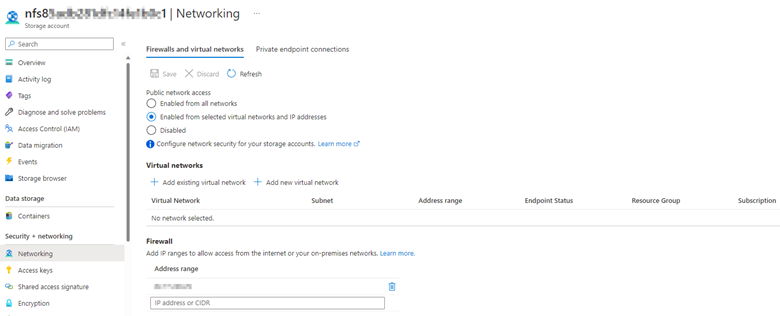 | Networking ...
Storage account
Search
Overview
Activity log
Tags
Diagnose and solve problems
Access Control (IAM)
Data migration
Events
Storage browser
Data storage
Containers
Security + networking
Networking
Access keys
Shared access signature
Encryption
Firewalls and virtual networks Private endpoint connections
Save Discard Refresh
Public network access
Enabled from all networks
Enabled from selected virtual networks and IP addresses
Disabled
Configure network security for your storage accounts. Learn more
Virtual networks
Add existing virtual network Add new virtual network
Virtual Network Subnet Address range Endpoint Status Resource Group Subscription
No network selected.
Firewall
Add IP ranges to allow access from the internet or your on-premises networks. Learn more.
Address range
IP address or CIDR